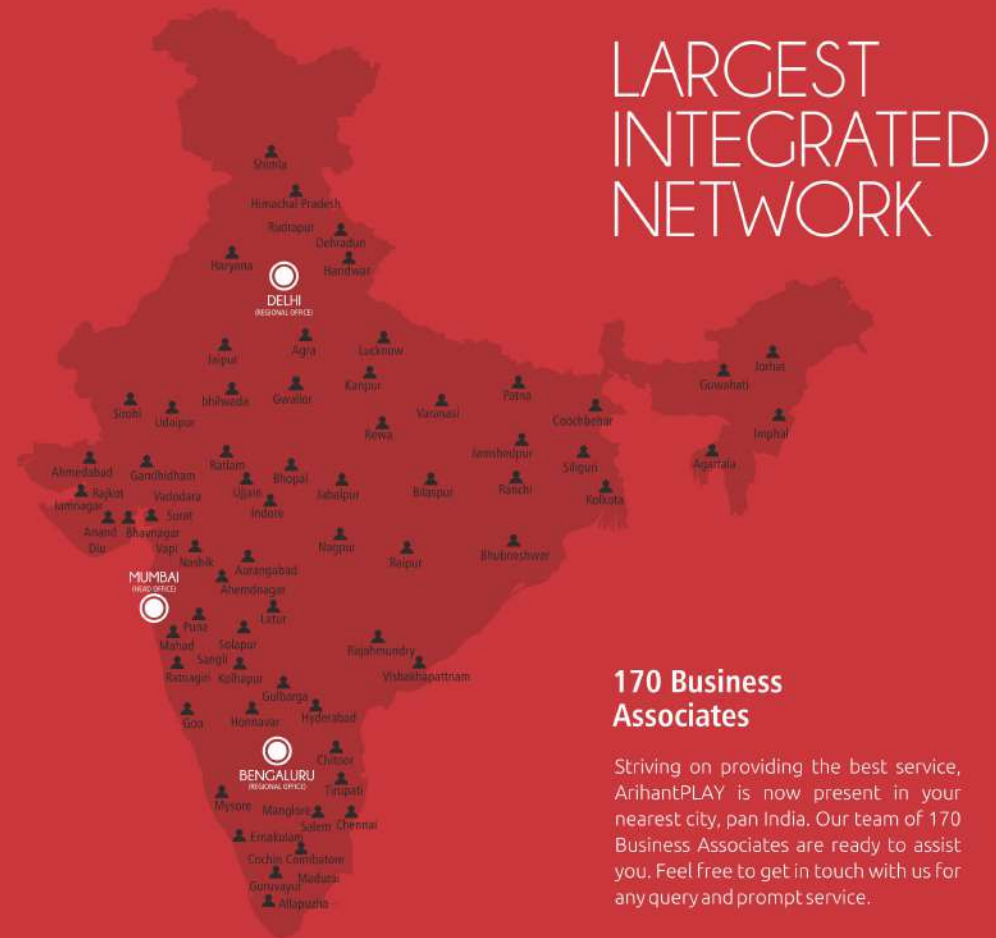 LARGEST
INTEGRATED
NETWORK
Shimla
Himachal Pradesh
Rudrapur
Dehradun
Haryana
Haridwar
DELHI
(REGIONAL OFFICE)
Jaipur
Agra
Lucknow
Jorhat
Guwahati
Kanpur
Patna
Sirohi
Udaipur
bhilweda
Gwalior
Varanasi
Coochbehar
Rewa
Imphal
Jamshedpur
Ahmedabad
Gandhidham
Ratlam
Bhopal
Siliguri
Agartala
Ujjain
Jabalpur
Bilaspur
Ranchi
Kolkota
Rajkot
Jamnagar
Vadodara
Indore
Surat
Anand
Bhavnagar
Diu
Vapi
Nashik
Nagpur
Raipur
Bhubneshwer
Aurangabad
MUMBAI
(HEAD OFFICE)
Ahemdnagar
Latur
Pune
Mahad
Solapur
Rajahmundry
Sangli
Ratnagiri
Kolhapur
Vishakhapattnam
Gulbarga
Goa
Honnavar
Hyderabad
Chitoor
BENGALURU
(REGIONAL OFFICE)
Tirupati
Mysore
Manglore
Salem
Chennai
Ernakulam
Cochin
Coimbatore
Madurai
Guruvayur
Allapuzha
170 Business
Associates
Striving on providing the best service,
ArihantPLAY is now present in your
nearest city, pan India. Our team of 170
Business Associates are ready to assist
you. Feel free to get in touch with us for
any query and prompt service.